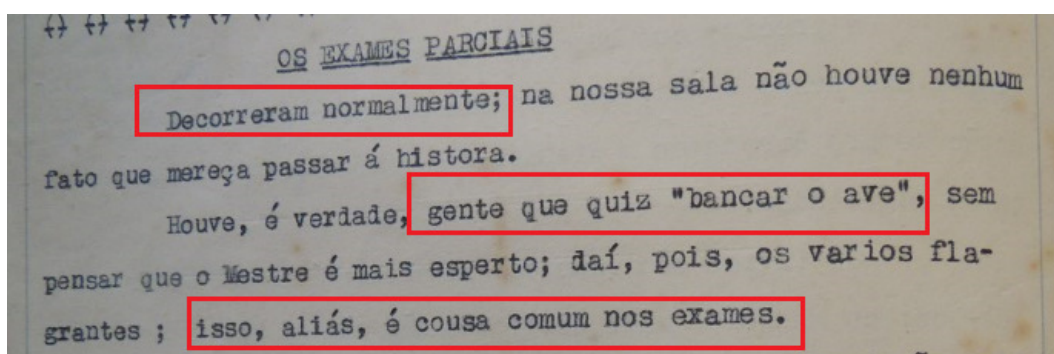 OS EXAMES PARCIAIS
Decorreram normalmente; na nossa sala não houve nenhum
fato que mereça passar á histora.
Houve, é verdade, gente que quiz "bancar o ave", sem
pensar que o Mestre é mais esperto; daí, pois, os varios fla-
grantes ; isso, aliás, é cousa comum nos exames.